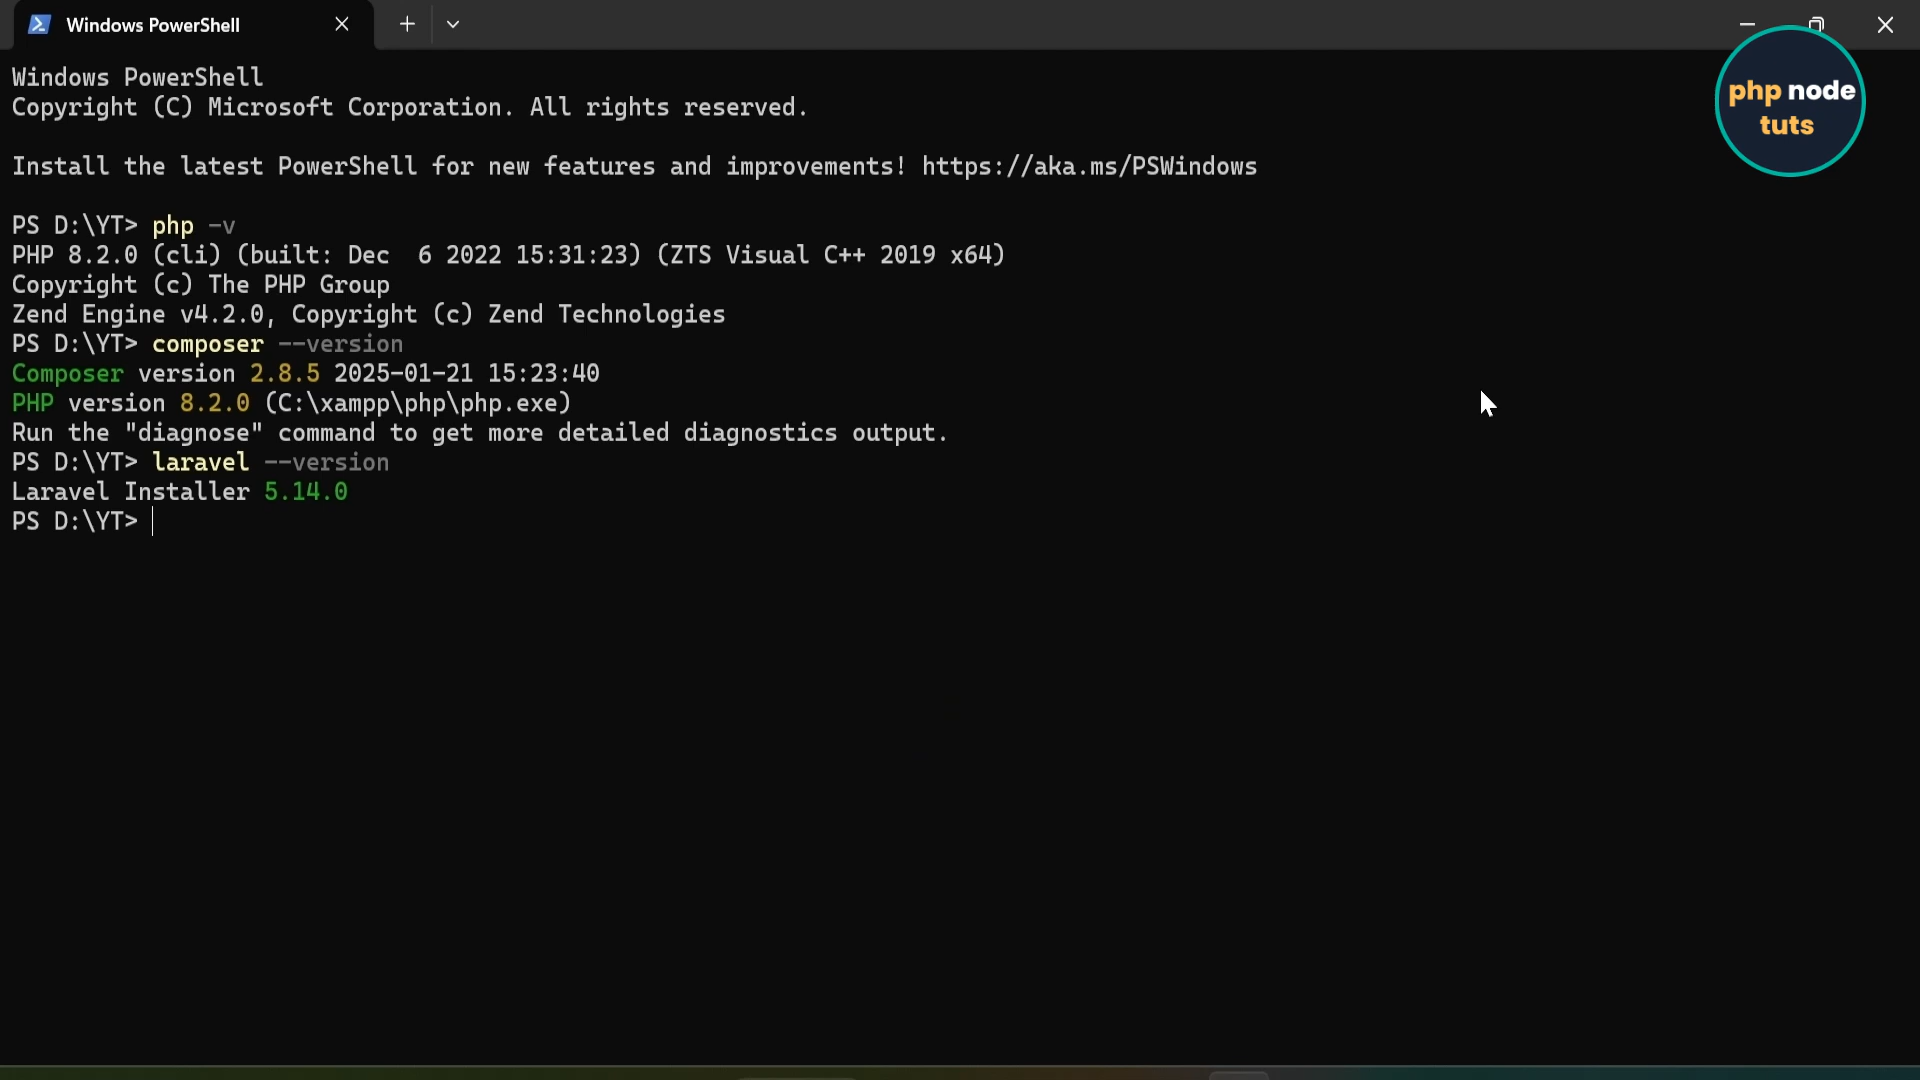 Windows PowerShell
Windows PowerShell
Copyright (C) Microsoft Corporation. All rights reserved.
Install the latest PowerShell for new features and improvements! https://aka.ms/PSWindows
PS D:\YT> php -v
PHP 8.2.0 (cli) (built: Dec  6 2022 15:31:23) (ZTS Visual C++ 2019 x64)
Copyright (c) The PHP Group
Zend Engine v4.2.0, Copyright (c) Zend Technologies
PS D:\YT> composer --version
Composer version 2.8.5 2025-01-21 15:23:40
PHP version 8.2.0 (C:\xampp\php\php.exe)
Run the "diagnose" command to get more detailed diagnostics output.
PS D:\YT> laravel --version
Laravel Installer 5.14.0
PS D:\YT>
php node
tuts